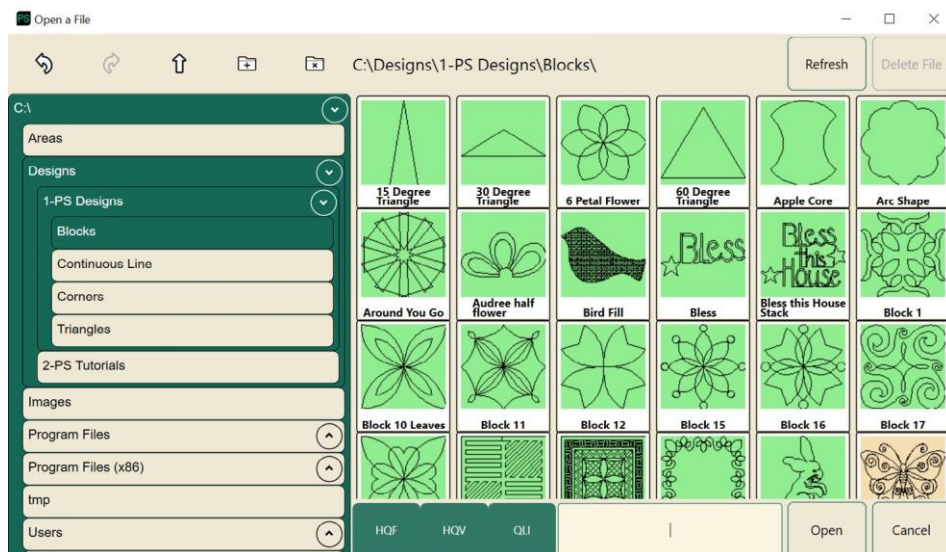 PS Open a File
C:\Designs\1-PS Designs\Blocks\
Refresh
Delete File
C:\
Areas
Designs
1-PS Designs
Blocks
Continuous Line
Corners
Triangles
2-PS Tutorials
Images
Program Files
Program Files (x86)
tmp
Users
15 Degree
Triangle
30 Degree
Triangle
6 Petal Flower
60 Degree
Triangle
Apple Core
Arc Shape
Around You Go
Audree half
flower
Bird Fill
Bless
Bless
Bless
this
House
Bless this House
Stack
Block 1
Block 10 Leaves
Block 11
Block 12
Block 15
Block 16
Block 17
HQF
HQV
QLI
Open
Cancel